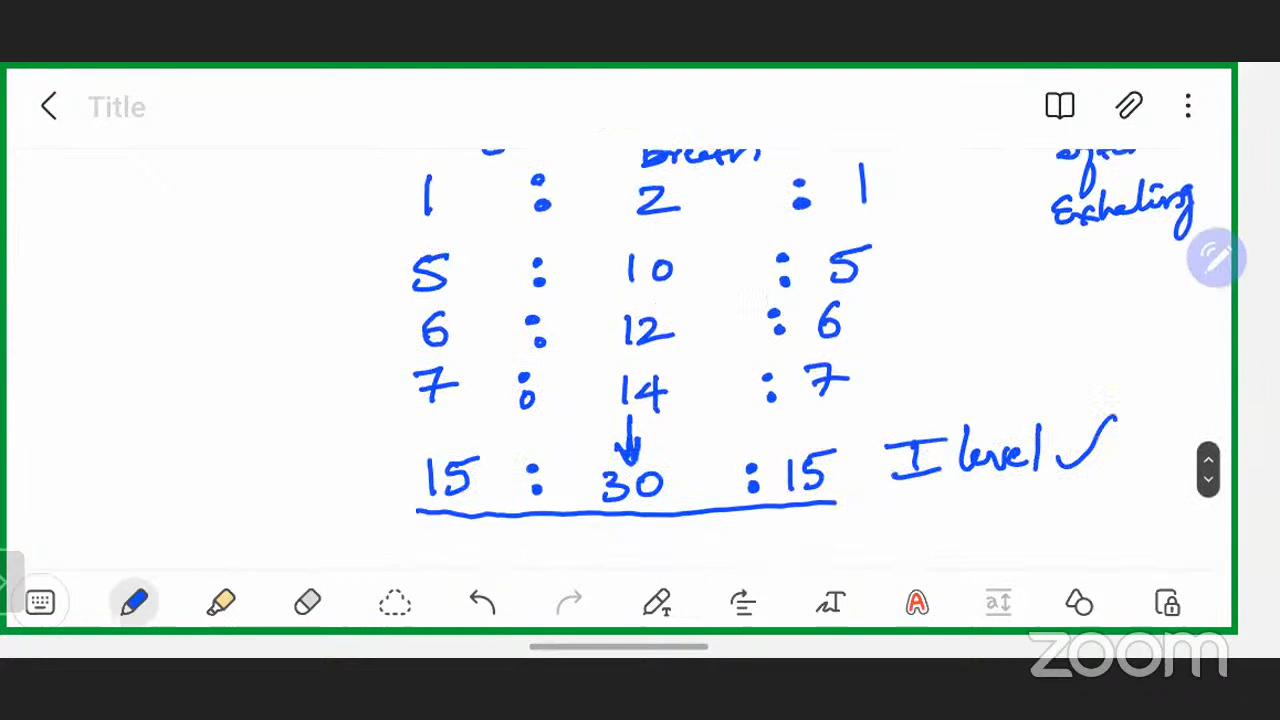 Title
breath
after
1 : 2 : 1
Exhaling
5 : 10 : 5
6 : 12 : 6
7 : 14 : 7
15 : 30 : 15 I level ✓
zoom